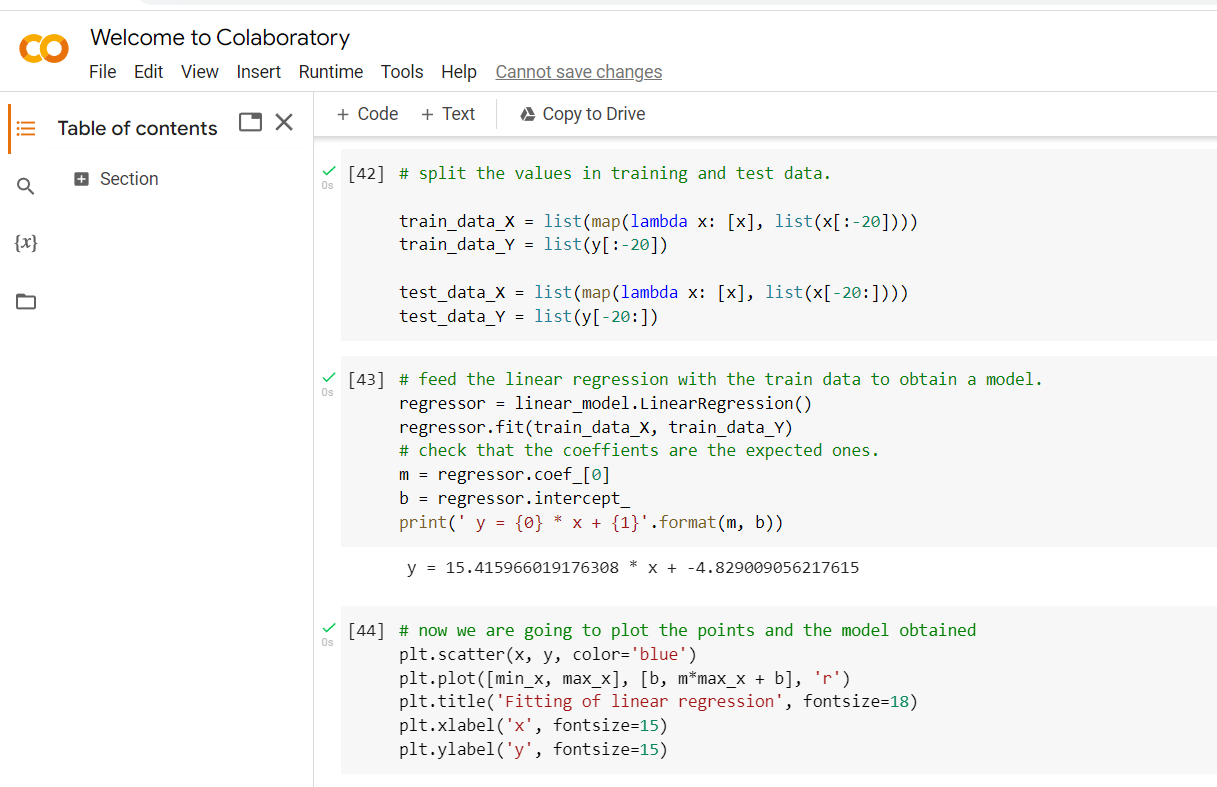 Welcome to Colaboratory
File Edit View Insert Runtime Tools Help Cannot save changes
Table of contents
Section
{x}
+ Code + Text Copy to Drive
0s
[42] # split the values in training and test data.
train_data_X = list(map(lambda x: [x], list(x[:-20])))
train_data_Y = list(y[:-20])
test_data_X = list(map(lambda x: [x], list(x[-20:])))
test_data_Y = list(y[-20:])
0s
[43] # feed the linear regression with the train data to obtain a model.
regressor = linear_model.LinearRegression()
regressor.fit(train_data_X, train_data_Y)
# check that the coeffients are the expected ones.
m = regressor.coef_[0]
b = regressor.intercept_
print(' y = {0} * x + {1}'.format(m, b))
y = 15.415966019176308 * x + -4.829009056217615
0s
[44] # now we are going to plot the points and the model obtained
plt.scatter(x, y, color='blue')
plt.plot([min_x, max_x], [b, m*max_x + b], 'r')
plt.title('Fitting of linear regression', fontsize=18)
plt.xlabel('x', fontsize=15)
plt.ylabel('y', fontsize=15)